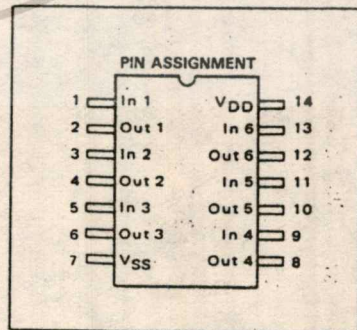 PIN ASSIGNMENT
1 In 1 VDD 14
2 Out 1 In 6 13
3 In 2 Out 6 12
4 Out 2 In 5 11
5 In 3 Out 5 10
6 Out 3 In 4 9
7 VSS Out 4 8